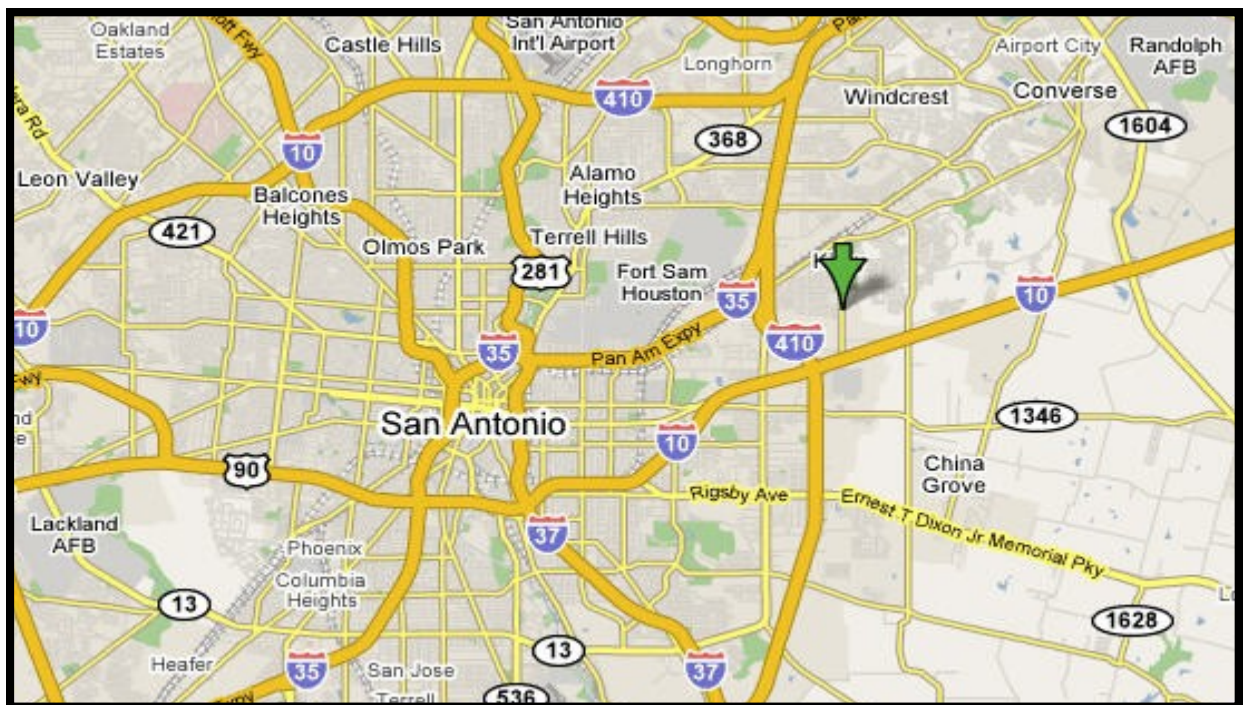 San Antonio
Int'l Airport
Oakland
Estates
Castle Hills
Airport City
Randolph
AFB
Longhorn
410
Windcrest
Converse
1604
368
10
Leon Valley
Alamo
Heights
Balcones
Heights
421
Olmos Park
Terrell Hills
281
Fort Sam
Houston
35
10
10
410
35
Pan Am Expy
Fwy
San Antonio
1346
10
90
China
Grove
Rigsby Ave
Ernest T Dixon Jr Memorial Pky
Lackland
AFB
37
Phoenix
Columbia
Heights
13
1628
13
Heafer
35
San Jose
37
Terrell
536